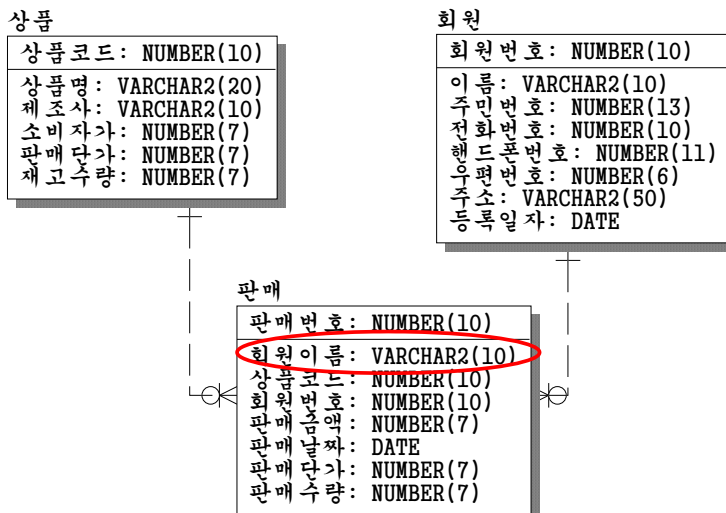 상품
상품코드: NUMBER(10)
상품명: VARCHAR2(20)
제조사: VARCHAR2(10)
소비자가: NUMBER(7)
판매단가: NUMBER(7)
재고수량: NUMBER(7)
회원
회원번호: NUMBER(10)
이름: VARCHAR2(10)
주민번호: NUMBER(13)
전화번호: NUMBER(10)
핸드폰번호: NUMBER(11)
우편번호: NUMBER(6)
주소: VARCHAR2(50)
등록일자: DATE
판매
판매번호: NUMBER(10)
회원이름: VARCHAR2(10)
상품코드: NUMBER(10)
회원번호: NUMBER(10)
판매금액: NUMBER(7)
판매날짜: DATE
판매단가: NUMBER(7)
판매수량: NUMBER(7)